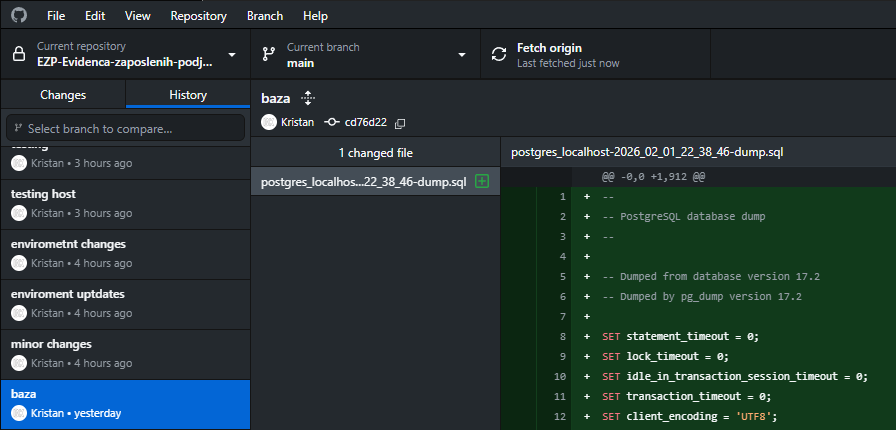 File Edit View Repository Branch Help
Current repository
EZP-Evidenca-zaposlenih-podj...
Current branch
main
Fetch origin
Last fetched just now
Changes History
Select branch to compare...
testing
Kristan • 3 hours ago
testing host
Kristan • 3 hours ago
envirometnt changes
Kristan • 4 hours ago
enviroment uptdates
Kristan • 4 hours ago
minor changes
Kristan • 4 hours ago
baza
Kristan • yesterday
baza
Kristan cd76d22
1 changed file
postgres_localhos...22_38_46-dump.sql
postgres_localhost-2026_02_01_22_38_46-dump.sql
@@ -0,0 +1,912 @@
1 + --
2 + -- PostgreSQL database dump
3 + --
4 +
5 + -- Dumped from database version 17.2
6 + -- Dumped by pg_dump version 17.2
7 +
8 + SET statement_timeout = 0;
9 + SET lock_timeout = 0;
10 + SET idle_in_transaction_session_timeout = 0;
11 + SET transaction_timeout = 0;
12 + SET client_encoding = 'UTF8';